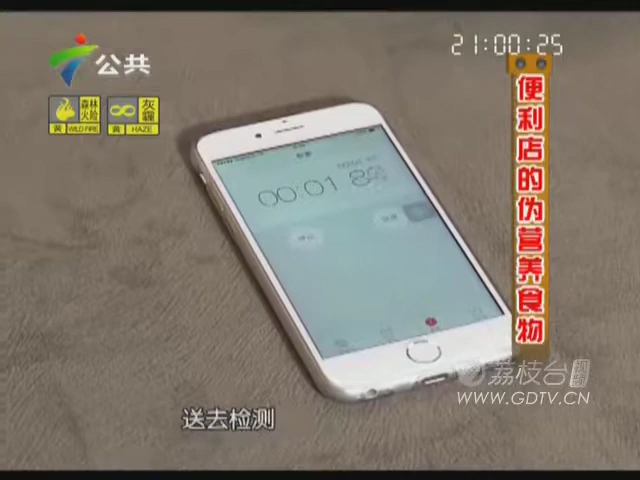 公共
21:00:25
森林火险
黄 WILD FIRE
灰霾
黄 HAZE
便利店的伪营养食物
00:01
荔枝台
WWW.GDTV.CN
送去检测